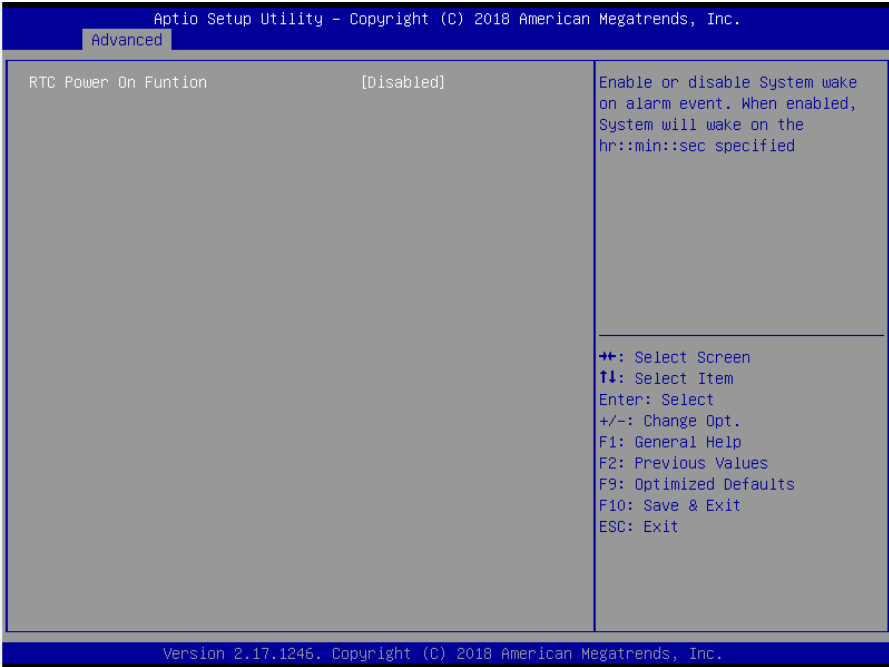 Aptio Setup Utility – Copyright (C) 2018 American Megatrends, Inc.
Advanced
RTC Power On Funtion [Disabled]
Enable or disable System wake
on alarm event. When enabled,
System will wake on the
hr::min::sec specified
→←: Select Screen
↑↓: Select Item
Enter: Select
+/-: Change Opt.
F1: General Help
F2: Previous Values
F9: Optimized Defaults
F10: Save & Exit
ESC: Exit
Version 2.17.1246. Copyright (C) 2018 American Megatrends, Inc.